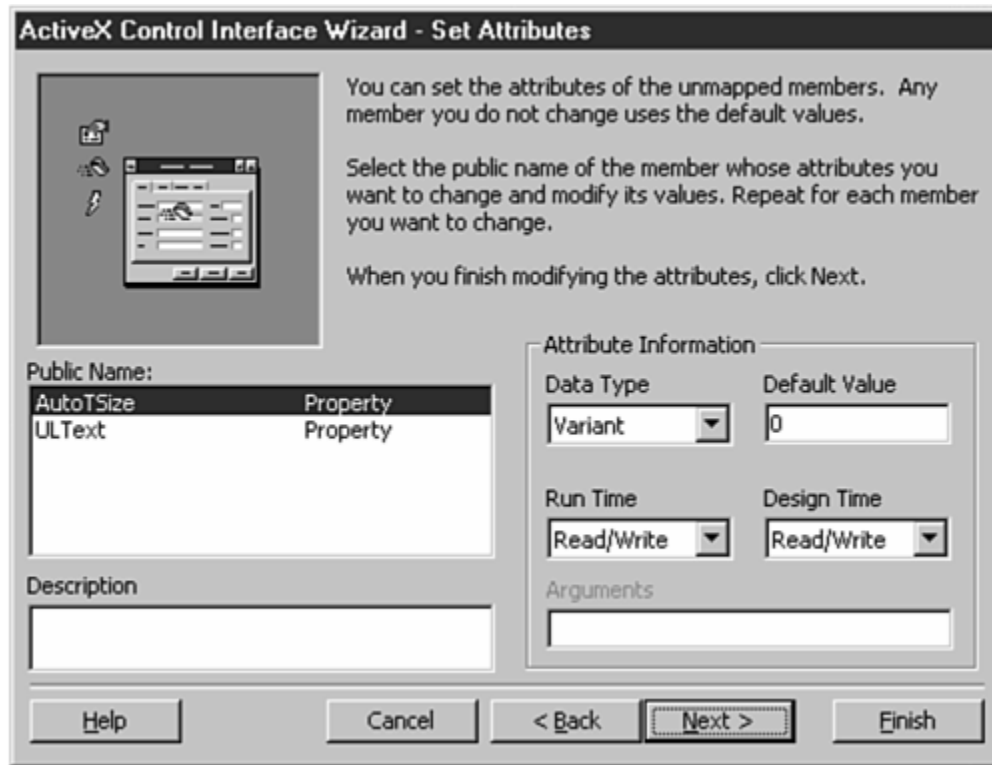 ActiveX Control Interface Wizard - Set Attributes
You can set the attributes of the unmapped members. Any
member you do not change uses the default values.
Select the public name of the member whose attributes you
want to change and modify its values. Repeat for each member
you want to change.
When you finish modifying the attributes, click Next.
Public Name:
AutoTSize Property
ULText Property
Description
Attribute Information
Data Type Default Value
Variant 0
Run Time Design Time
Read/Write Read/Write
Arguments
Help Cancel < Back Next > Finish